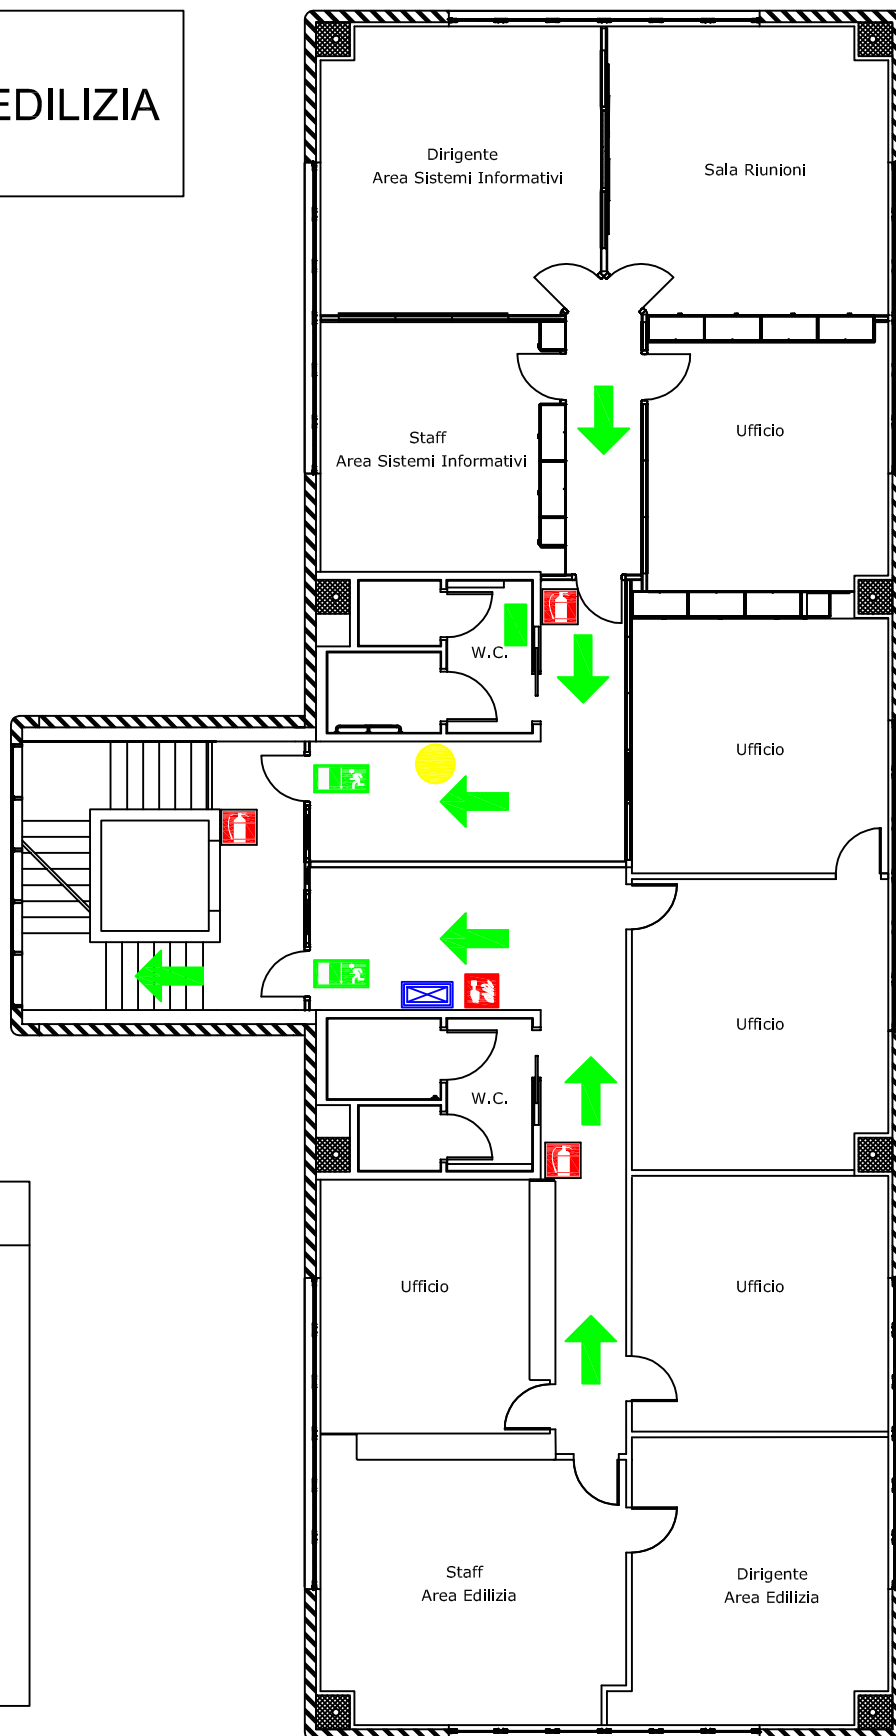 EDILIZIA
Dirigente
Area Sistemi Informativi
Sala Riunioni
Staff
Area Sistemi Informativi
Ufficio
W.C.
Ufficio
Ufficio
W.C.
Ufficio
Ufficio
Staff
Area Edilizia
Dirigente
Area Edilizia